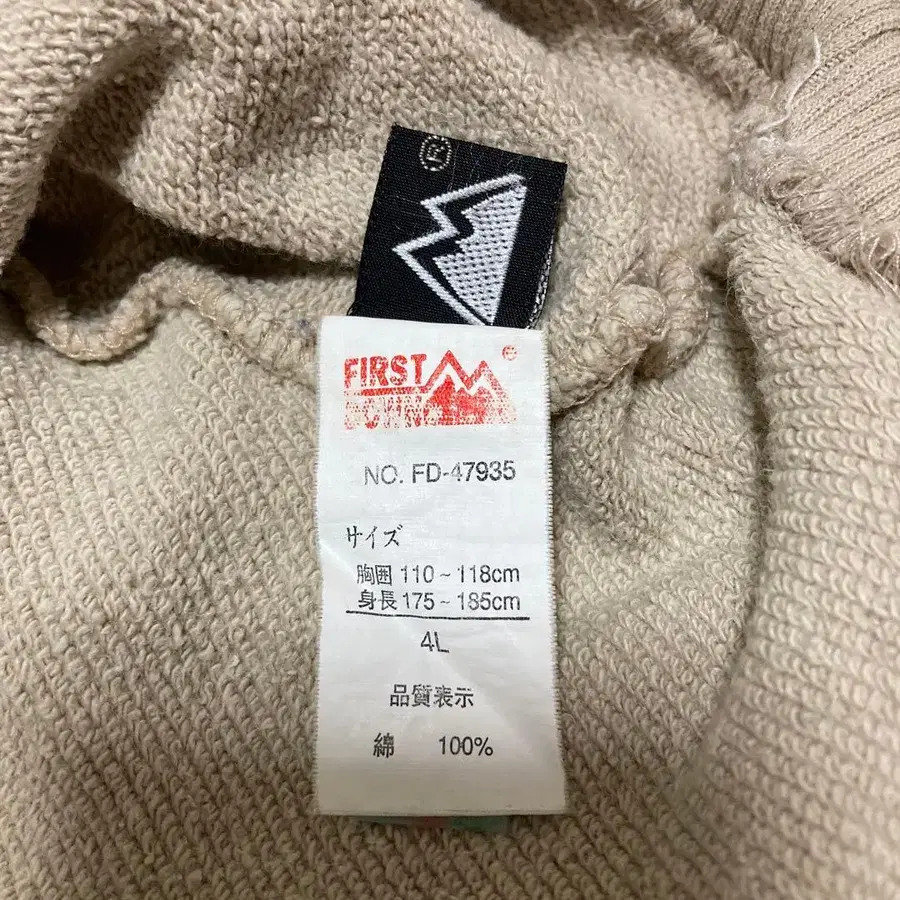 ®
FIRST
®
NO. FD-47935
サイズ
胸囲 110~118cm
身長 175~185cm
4L
品質表示
綿 100%